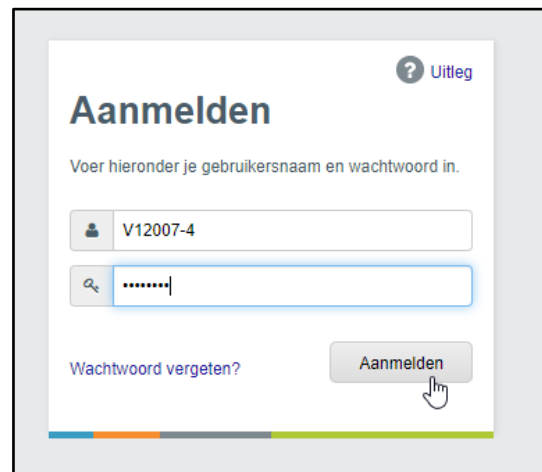 ? Uitleg
Aanmelden
Voer hieronder je gebruikersnaam en wachtwoord in.
V12007-4
••••••••
Wachtwoord vergeten?
Aanmelden